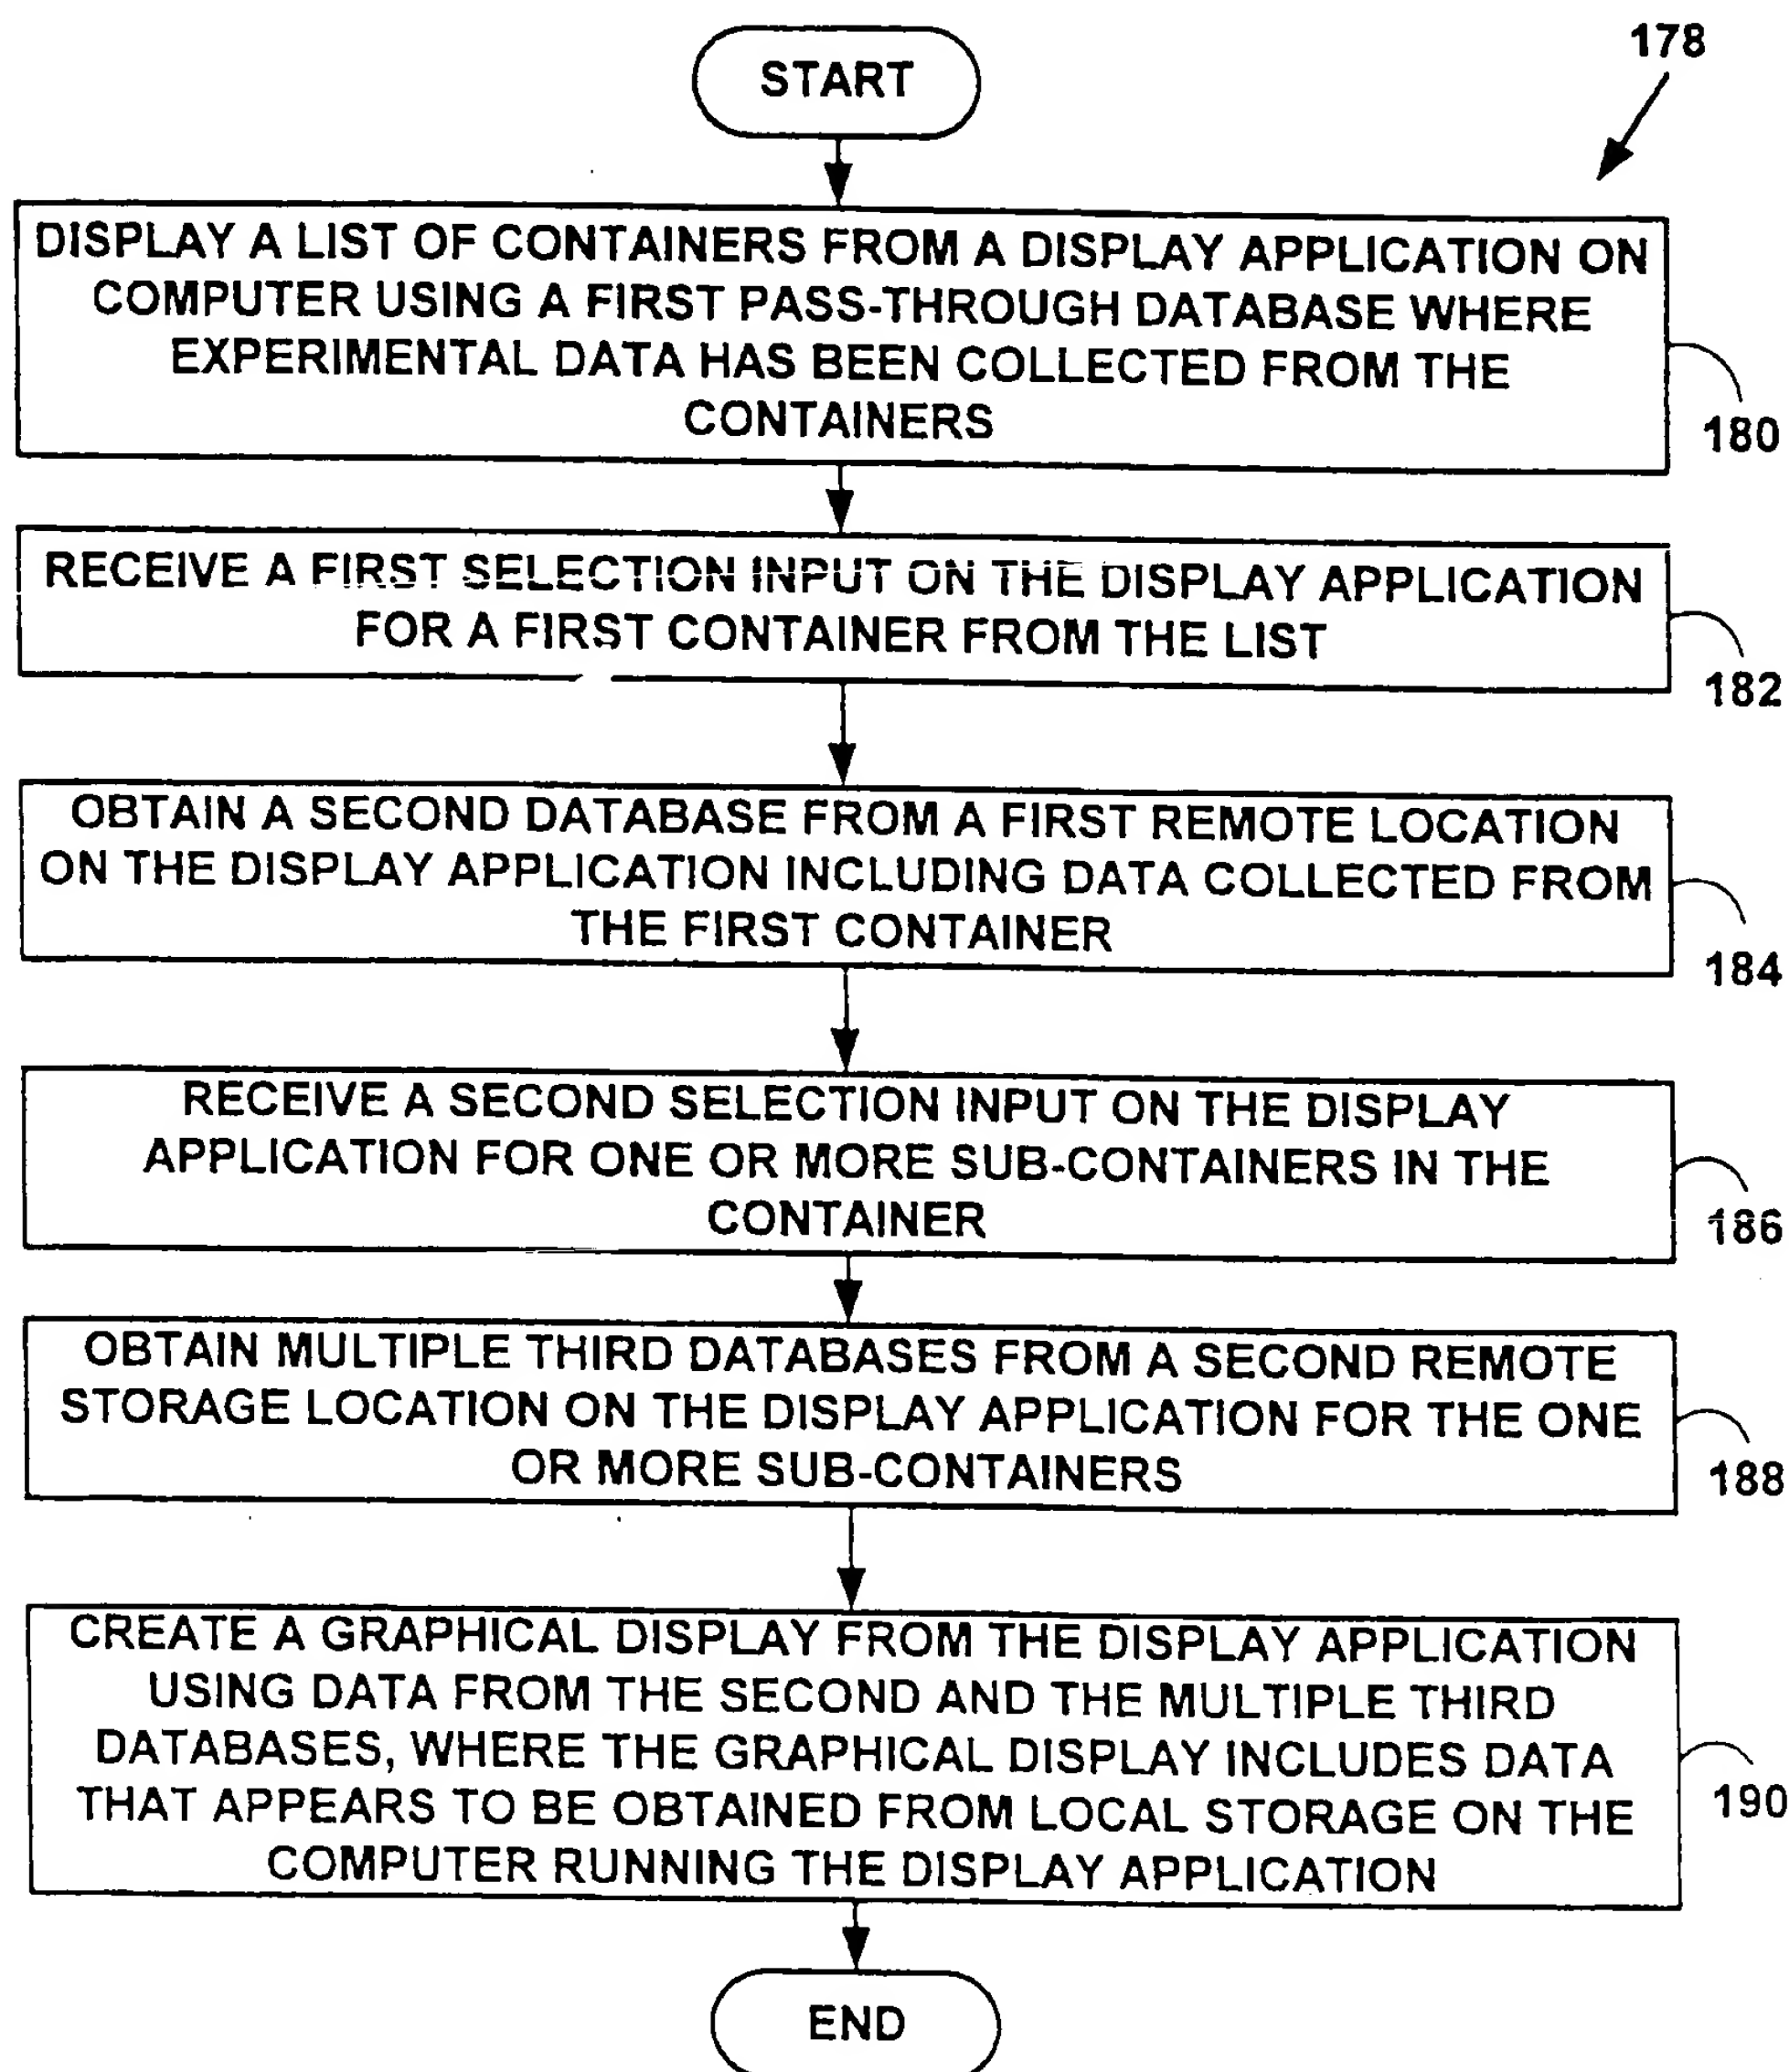 START
178
DISPLAY A LIST OF CONTAINERS FROM A DISPLAY APPLICATION ON
COMPUTER USING A FIRST PASS-THROUGH DATABASE WHERE
EXPERIMENTAL DATA HAS BEEN COLLECTED FROM THE
CONTAINERS
180
RECEIVE A FIRST SELECTION INPUT ON THE DISPLAY APPLICATION
FOR A FIRST CONTAINER FROM THE LIST
182
OBTAIN A SECOND DATABASE FROM A FIRST REMOTE LOCATION
ON THE DISPLAY APPLICATION INCLUDING DATA COLLECTED FROM
THE FIRST CONTAINER
184
RECEIVE A SECOND SELECTION INPUT ON THE DISPLAY
APPLICATION FOR ONE OR MORE SUB-CONTAINERS IN THE
CONTAINER
186
OBTAIN MULTIPLE THIRD DATABASES FROM A SECOND REMOTE
STORAGE LOCATION ON THE DISPLAY APPLICATION FOR THE ONE
OR MORE SUB-CONTAINERS
188
CREATE A GRAPHICAL DISPLAY FROM THE DISPLAY APPLICATION
USING DATA FROM THE SECOND AND THE MULTIPLE THIRD
DATABASES, WHERE THE GRAPHICAL DISPLAY INCLUDES DATA
THAT APPEARS TO BE OBTAINED FROM LOCAL STORAGE ON THE
COMPUTER RUNNING THE DISPLAY APPLICATION
190
END